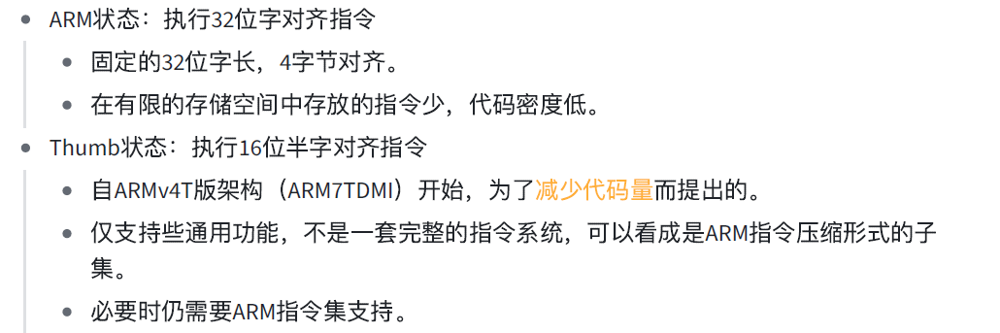 ARM状态：执行32位字对齐指令
固定的32位字长，4字节对齐。
在有限的存储空间中存放的指令少，代码密度低。
Thumb状态：执行16位半字对齐指令
自ARMv4T版架构（ARM7TDMI）开始，为了减少代码量而提出的。
仅支持些通用功能，不是一套完整的指令系统，可以看成是ARM指令压缩形式的子
集。
必要时仍需要ARM指令集支持。